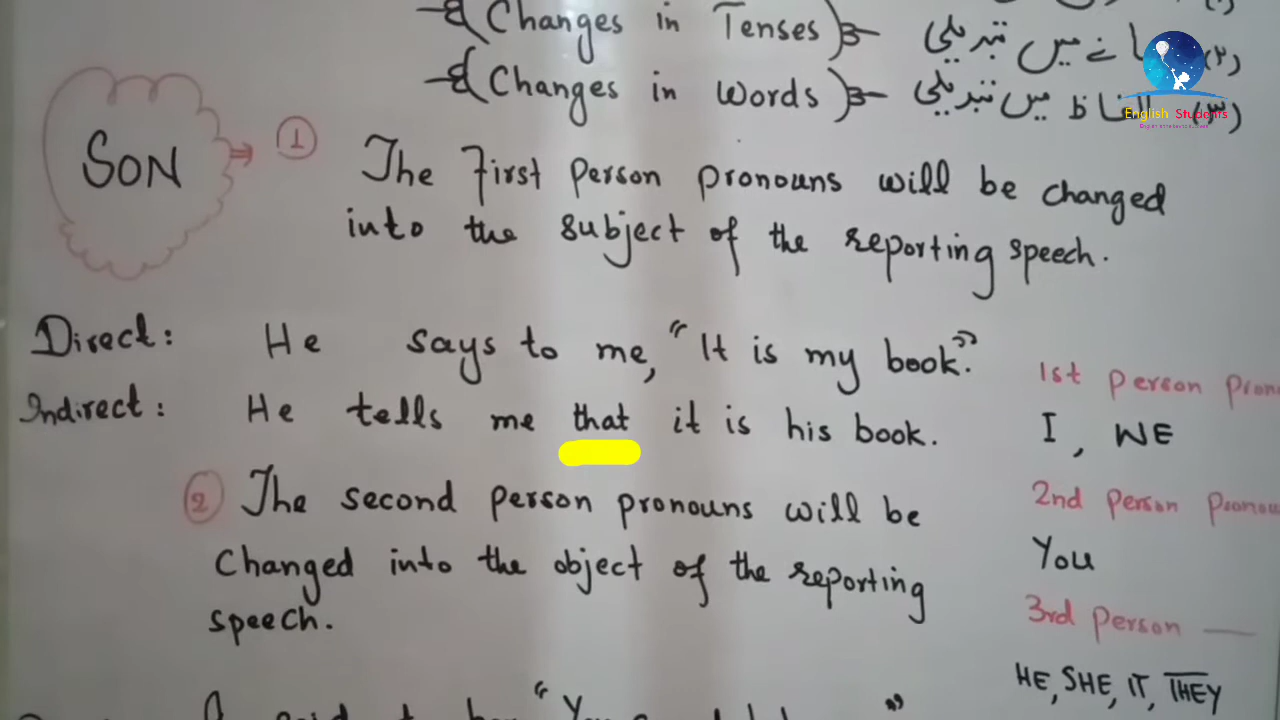 (Changes in Tenses) نے میں تبدیلی (۲)
(Changes in Words) الفاظ میں تبدیلی (۳)
English Students
SON
1 The First person pronouns will be changed
into the subject of the reporting speech.
Direct: He says to me, "It is my book."
Indirect: He tells me that it is his book.
1st person pron
I, WE
2 The second person pronouns will be
Changed into the object of the reporting
speech.
2nd person Pronou
You
3rd person —
HE, SHE, IT, THEY